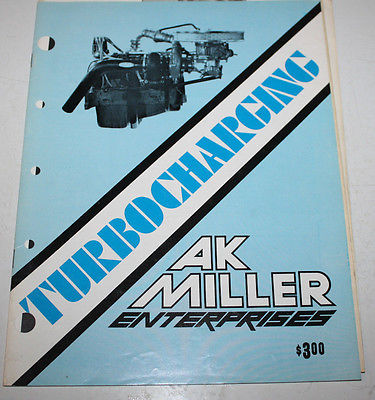 TURBOCHARGING
AK
MILLER
ENTERPRISES
$3.00